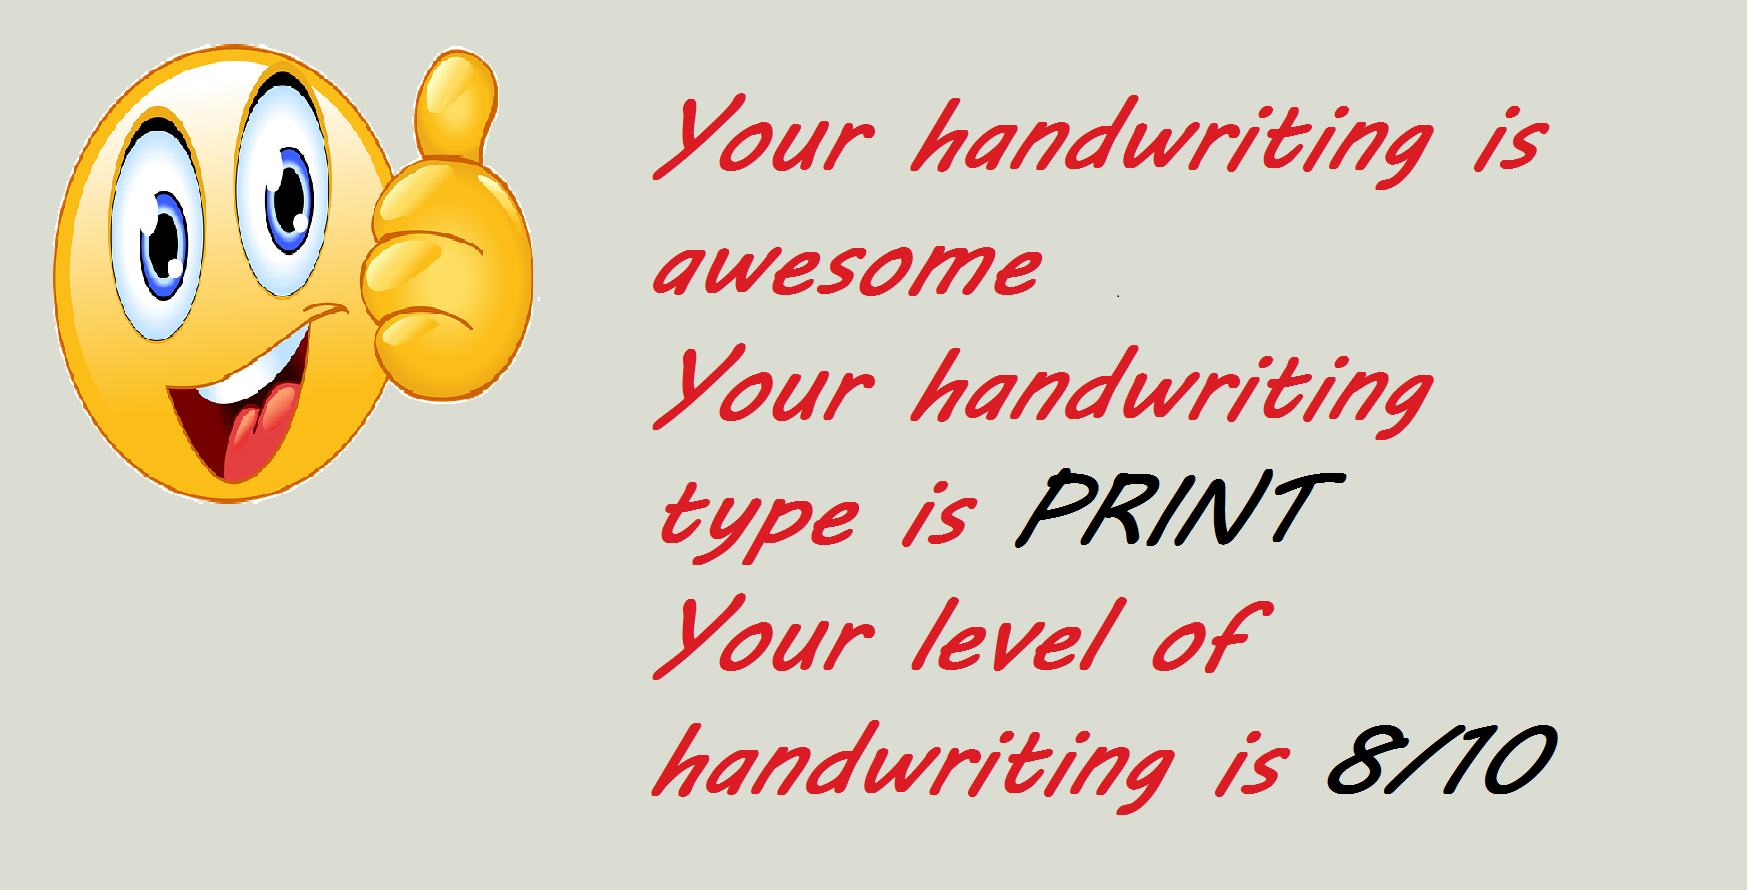 Your handwriting is
awesome
Your handwriting
type is PRINT
Your level of
handwriting is 8/10